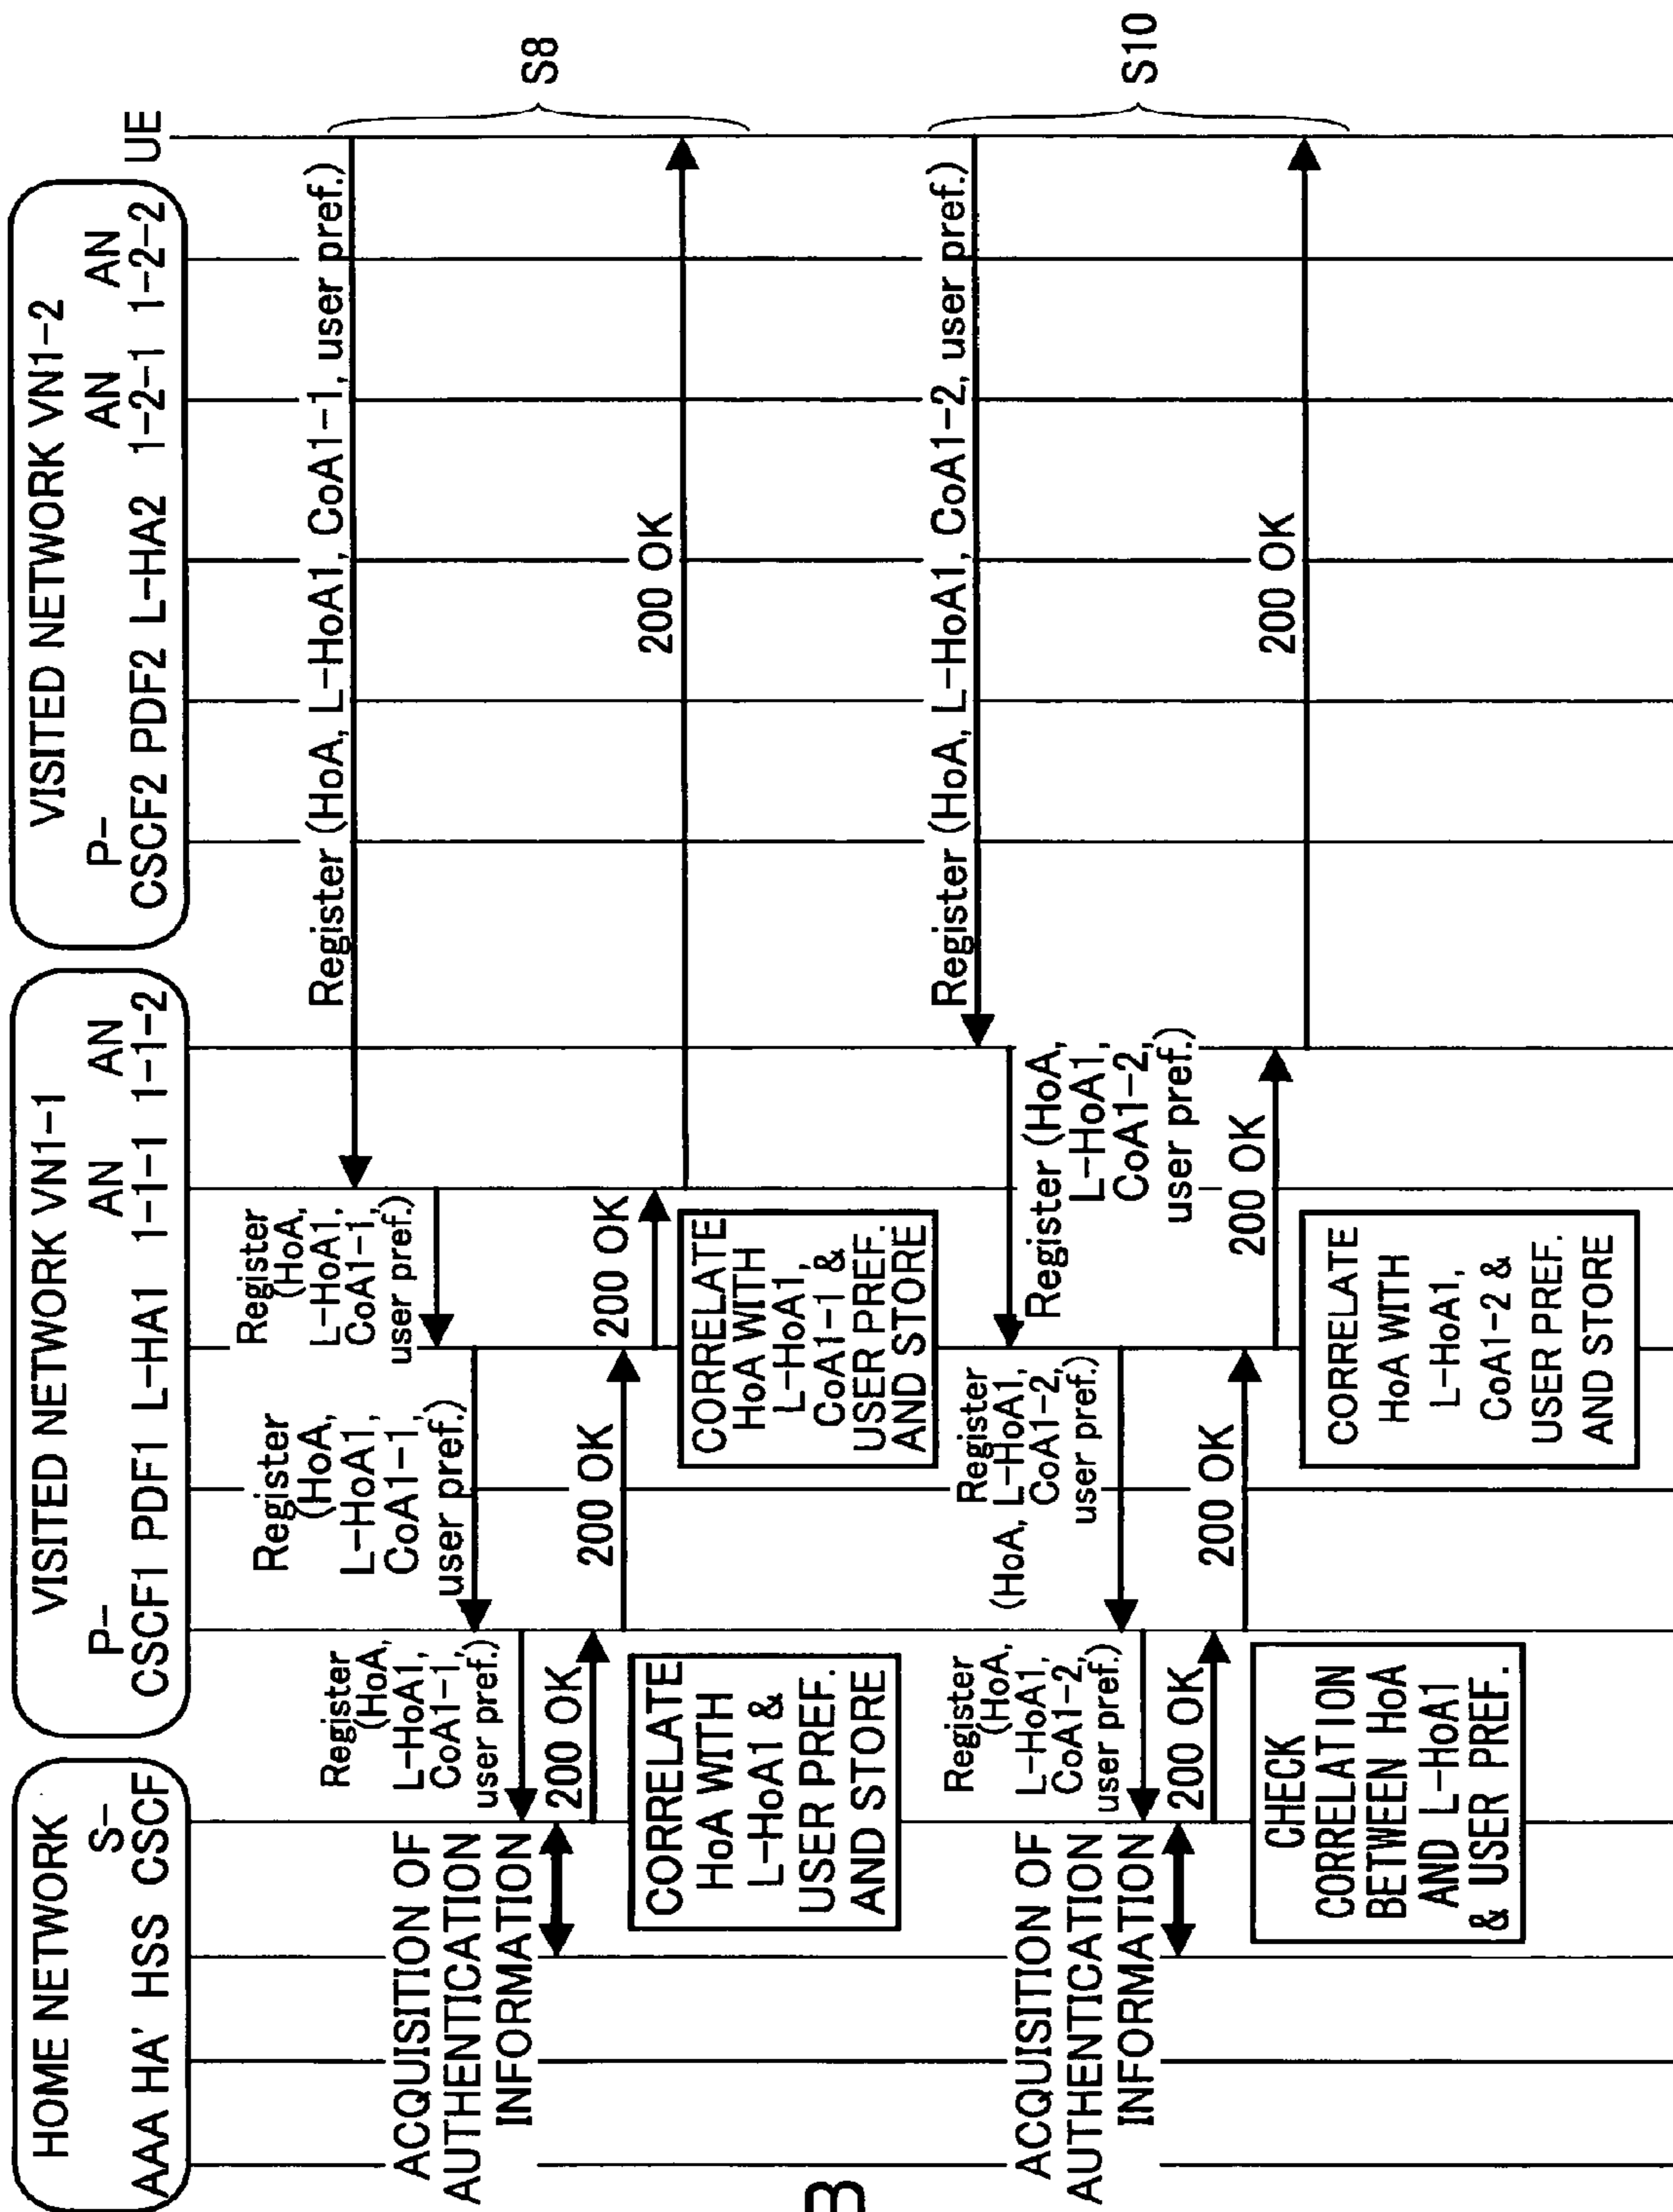 HOME NETWORK
S-
AAA HA' HSS CSCF
VISITED NETWORK VN1-1
P- AN AN
CSCF1 PDF1 L-HA1 1-1-1 1-1-2
VISITED NETWORK VN1-2
P- AN AN
CSCF2 PDF2 L-HA2 1-2-1 1-2-2
UE
Register (HoA, L-HoA1, CoA1-1, user pref.)
S8
Register
(HoA,
L-HoA1,
CoA1-1,
user pref.)
Register
(HoA,
L-HoA1,
CoA1-1,
user pref.)
Register
(HoA,
L-HoA1,
CoA1-1,
user pref.)
ACQUISITION OF
AUTHENTICATION
INFORMATION
200 OK
200 OK
200 OK
200 OK
CORRELATE
HoA WITH
L-HoA1 &
USER PREF.
AND STORE
CORRELATE
HoA WITH
L-HoA1,
CoA1-1 &
USER PREF.
AND STORE
Register (HoA, L-HoA1, CoA1-2, user pref.)
S10
Register (HoA,
L-HoA1,
CoA1-2,
user pref.)
Register
(HoA, L-HoA1,
CoA1-2,
user pref.)
Register
(HoA,
L-HoA1,
CoA1-2,
user pref.)
ACQUISITION OF
AUTHENTICATION
INFORMATION
200 OK
200 OK
200 OK
200 OK
CHECK
CORRELATION
BETWEEN HoA
AND L-HoA1
& USER PREF.
CORRELATE
HoA WITH
L-HoA1,
CoA1-2 &
USER PREF.
AND STORE